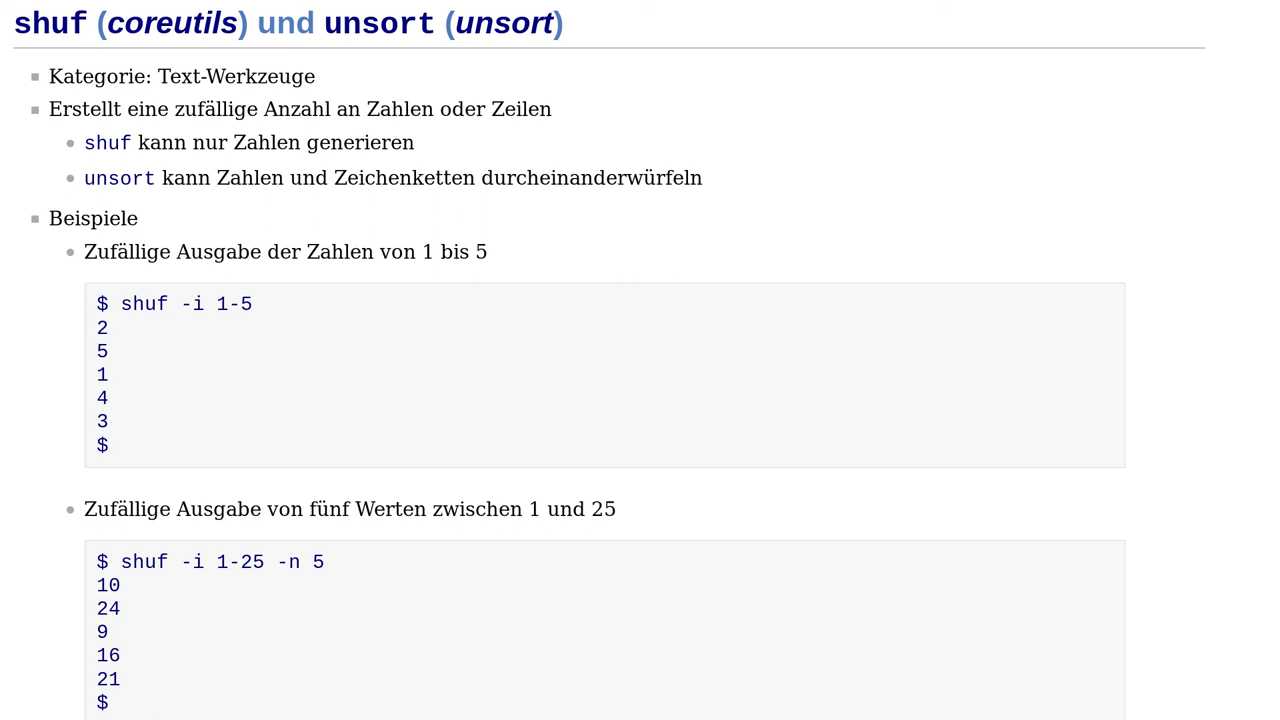 shuf (coreutils) und unsort (unsort)
Kategorie: Text-Werkzeuge
Erstellt eine zufällige Anzahl an Zahlen oder Zeilen
shuf kann nur Zahlen generieren
unsort kann Zahlen und Zeichenketten durcheinanderwürfeln
Beispiele
Zufällige Ausgabe der Zahlen von 1 bis 5
$ shuf -i 1-5
2
5
1
4
3
$
Zufällige Ausgabe von fünf Werten zwischen 1 und 25
$ shuf -i 1-25 -n 5
10
24
9
16
21
$